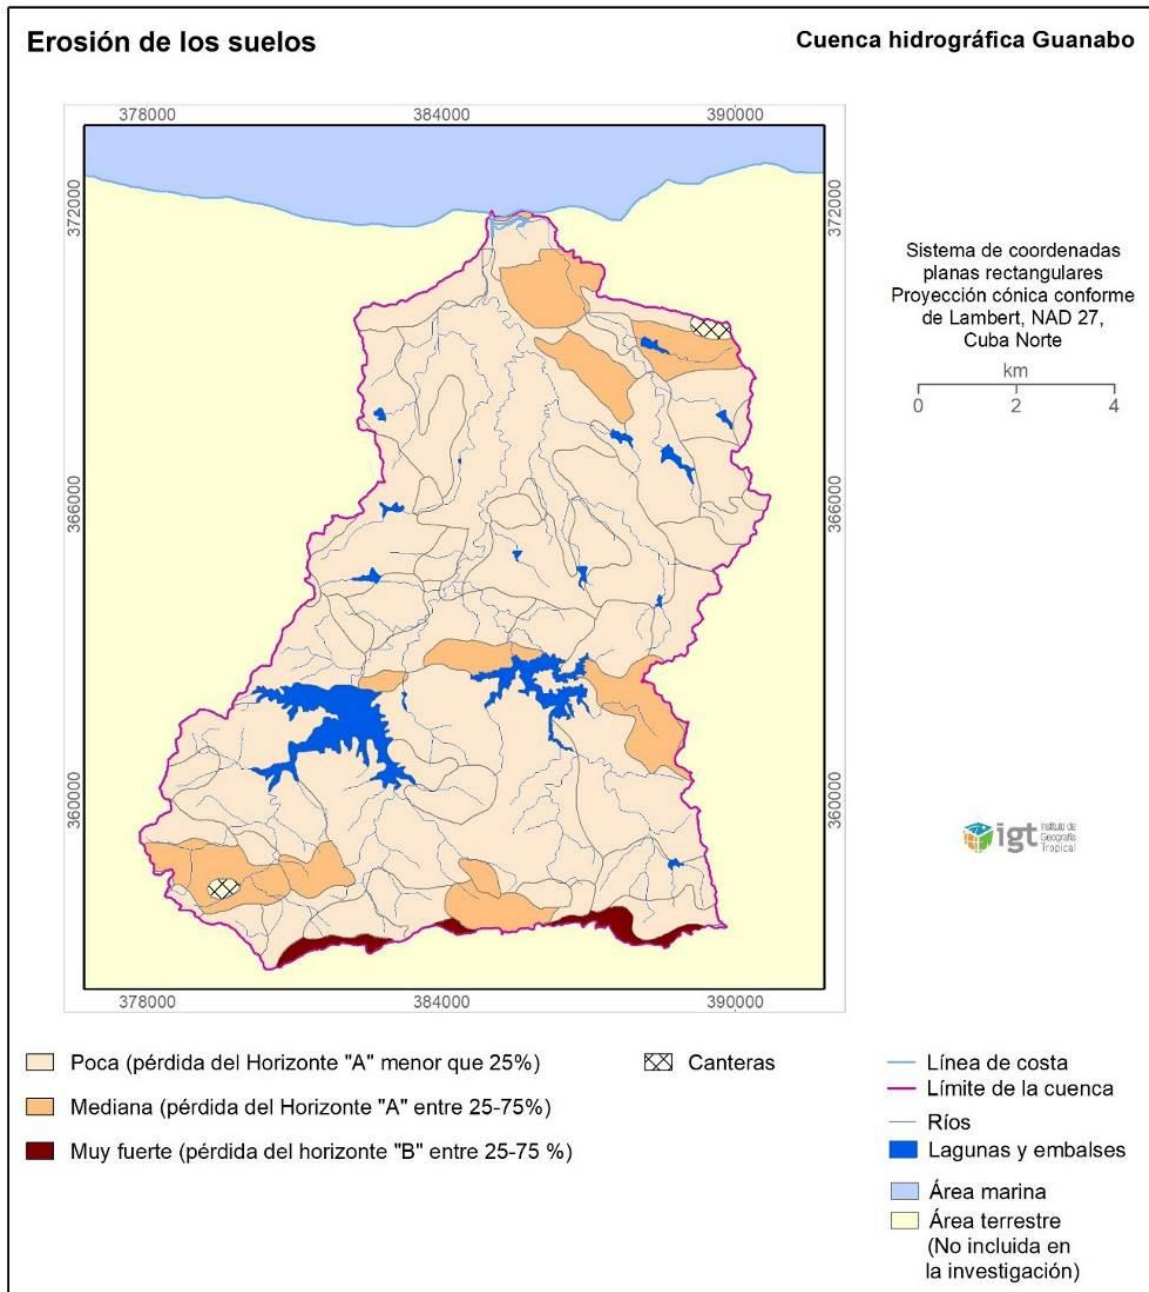 Erosión de los suelos
Cuenca hidrográfica Guanabo
378000
384000
390000
372000
372000
Sistema de coordenadas
planas rectangulares
Proyección cónica conforme
de Lambert, NAD 27,
Cuba Norte
km
0
2
4
366000
366000
360000
360000
igt
Instituto de
Geografía
Tropical
378000
384000
390000
Poca (pérdida del Horizonte "A" menor que 25%)
Mediana (pérdida del Horizonte "A" entre 25-75%)
Muy fuerte (pérdida del horizonte "B" entre 25-75 %)
Canteras
Línea de costa
Límite de la cuenca
Ríos
Lagunas y embalses
Área marina
Área terrestre
(No incluida en
la investigación)